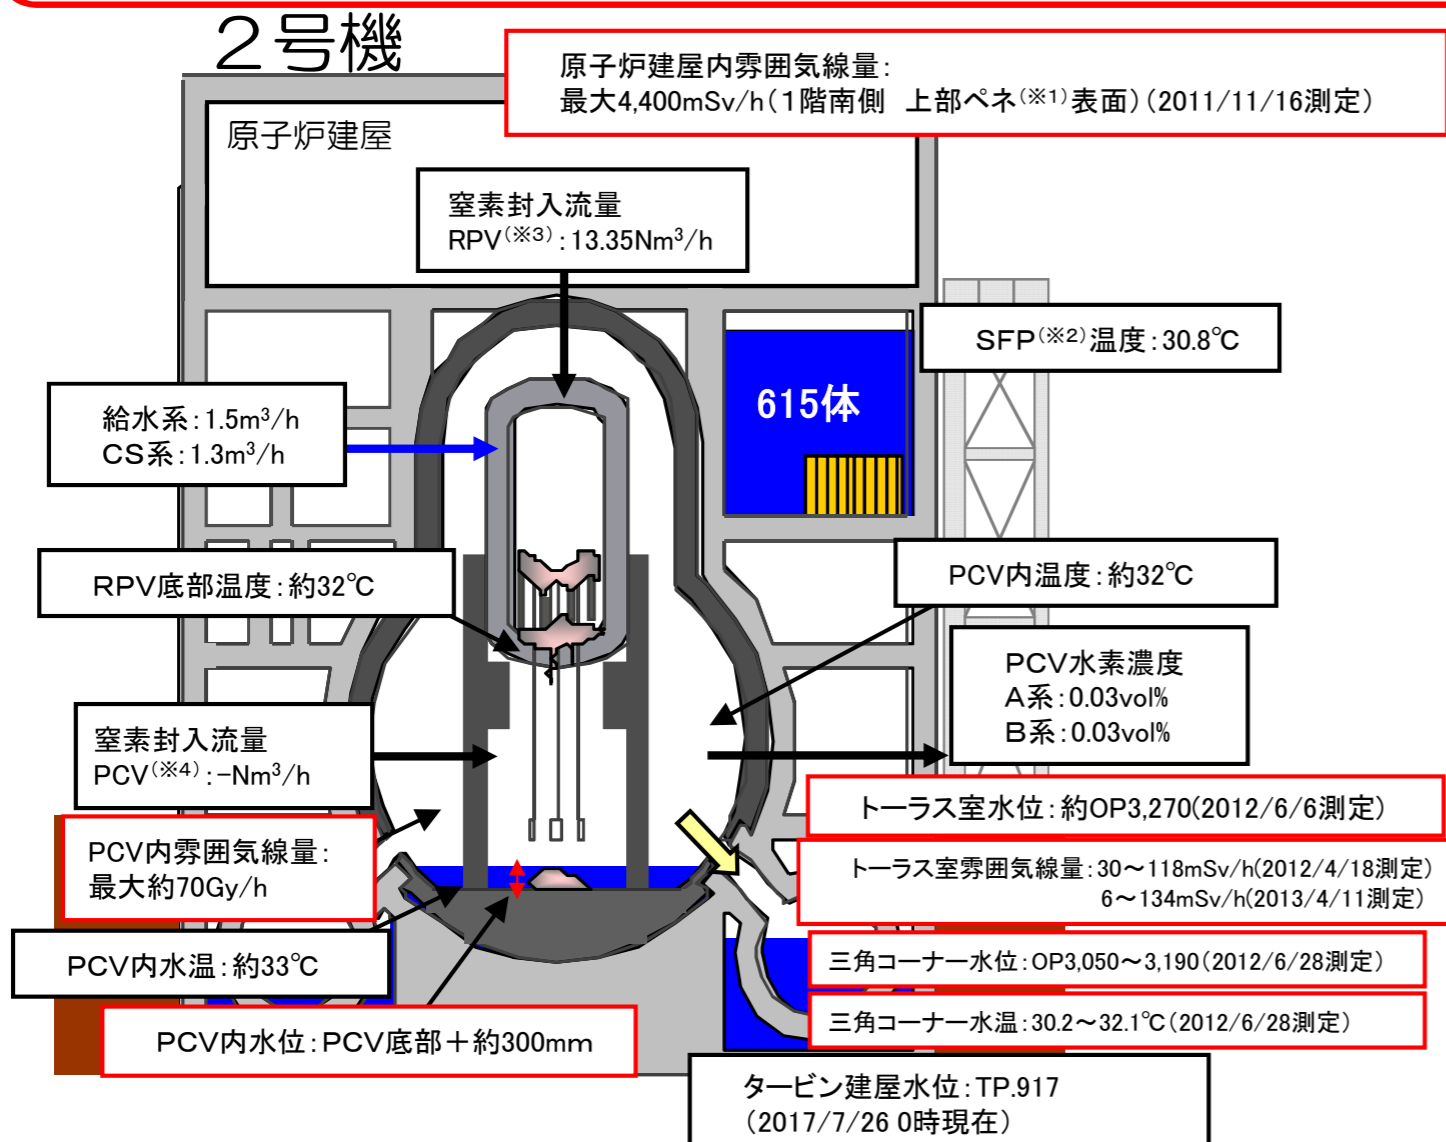 2号機
原子炉建屋内雰囲気線量：
最大4,400mSv/h（1階南側　上部ペネ(※1)表面）（2011/11/16測定）
原子炉建屋
窒素封入流量
RPV(※3)：13.35Nm³/h
SFP(※2)温度：30.8℃
615体
給水系：1.5m³/h
CS系：1.3m³/h
RPV底部温度：約32℃
PCV内温度：約32℃
PCV水素濃度
A系：0.03vol%
B系：0.03vol%
窒素封入流量
PCV(※4)：-Nm³/h
トーラス室水位：約OP3,270(2012/6/6測定)
PCV内雰囲気線量：
最大約70Gy/h
トーラス室雰囲気線量：30～118mSv/h(2012/4/18測定)
6～134mSv/h(2013/4/11測定)
PCV内水温：約33℃
三角コーナー水位：OP3,050～3,190(2012/6/28測定)
三角コーナー水温：30.2～32.1℃(2012/6/28測定)
PCV内水位：PCV底部＋約300mm
タービン建屋水位：TP.917
（2017/7/26 0時現在）